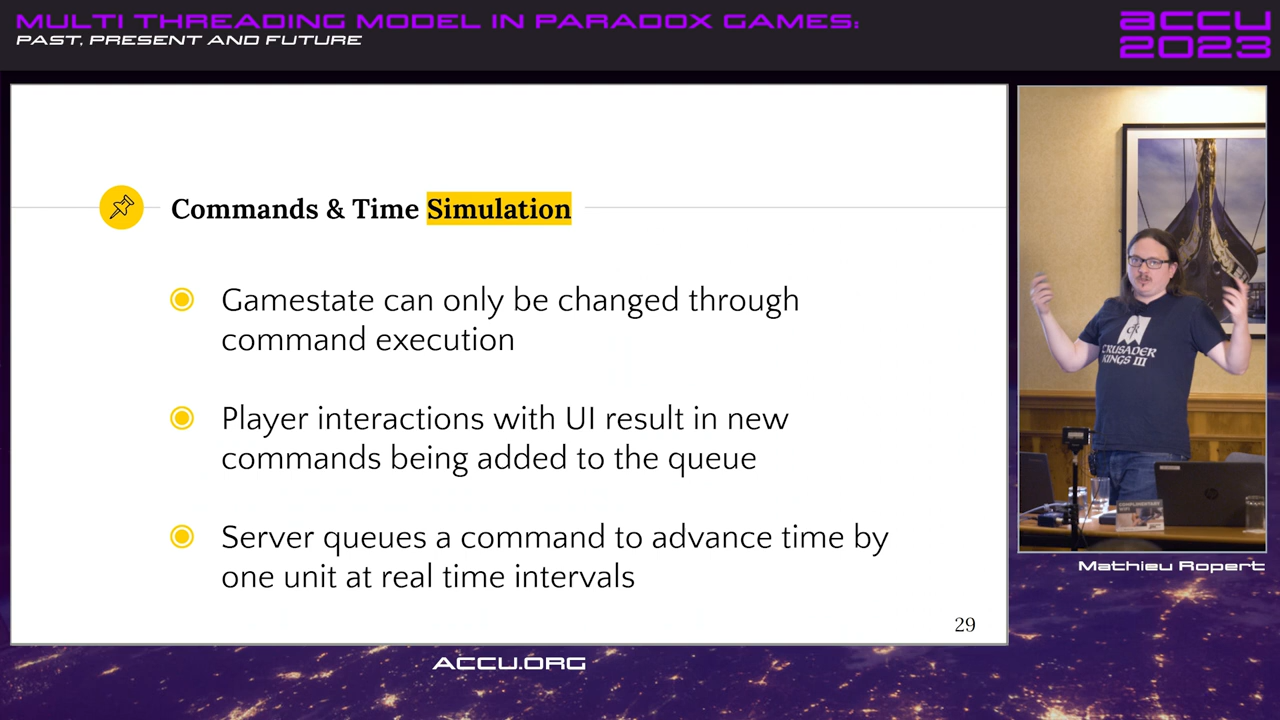 MULTI THREADING MODEL IN PARADOX GAMES:
PAST, PRESENT AND FUTURE
accu
2023
Commands & Time Simulation
Gamestate can only be changed through
command execution
Player interactions with UI result in new
commands being added to the queue
Server queues a command to advance time by
one unit at real time intervals
29
CRUSADER
KINGS III
Mathieu Ropert
ACCU.ORG